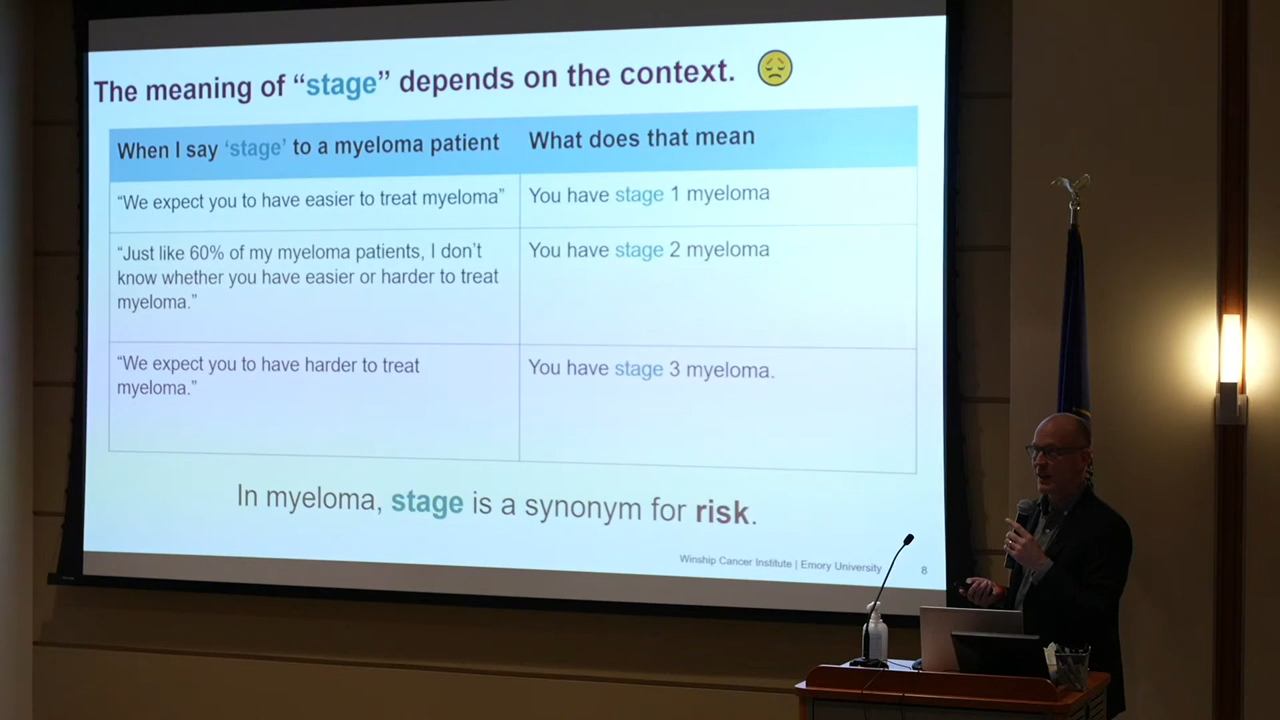 The meaning of “stage” depends on the context.
When I say ‘stage’ to a myeloma patient
What does that mean
“We expect you to have easier to treat myeloma”
You have stage 1 myeloma
“Just like 60% of my myeloma patients, I don’t
know whether you have easier or harder to treat
myeloma.”
You have stage 2 myeloma
“We expect you to have harder to treat
myeloma.”
You have stage 3 myeloma.
In myeloma, stage is a synonym for risk.
Winship Cancer Institute | Emory University
8